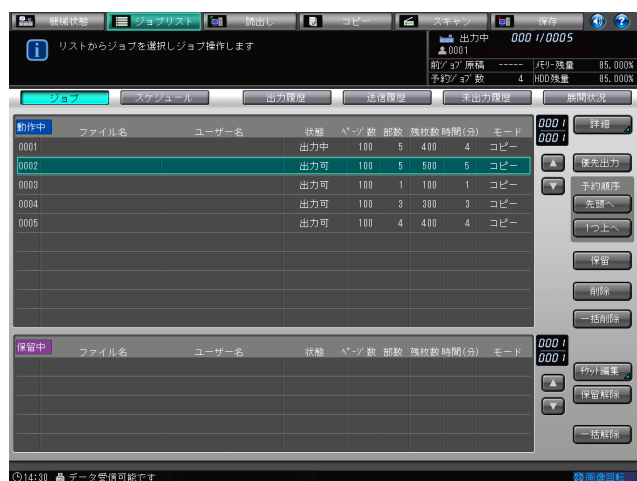 機械状態 ジョブリスト 読出し コピー スキャン 保存
リストからジョブを選択しジョブ操作します
出力中 0001/0005
0001
前ジョブ原稿 ----- メモリー残量 85.000%
予約ジョブ数 4 HDD残量 85.000%
ジョブ スケジュール 出力履歴 送信履歴 未出力履歴 展開状況
動作中 ファイル名 ユーザー名 状態 ページ数 部数 残枚数 時間(分) モード
0001 出力中 100 5 400 4 コピー
0002 出力可 100 5 500 5 コピー
0003 出力可 100 1 100 1 コピー
0004 出力可 100 3 300 3 コピー
0005 出力可 100 4 400 4 コピー
0001
0001
詳細
優先出力
予約順序
先頭へ
1つ上へ
保留
削除
一括削除
保留中 ファイル名 ユーザー名 状態 ページ数 部数 残枚数 時間(分) モード
0001
0001
チケット編集
保留解除
一括解除
14:30 データ受信可能です 画像回転